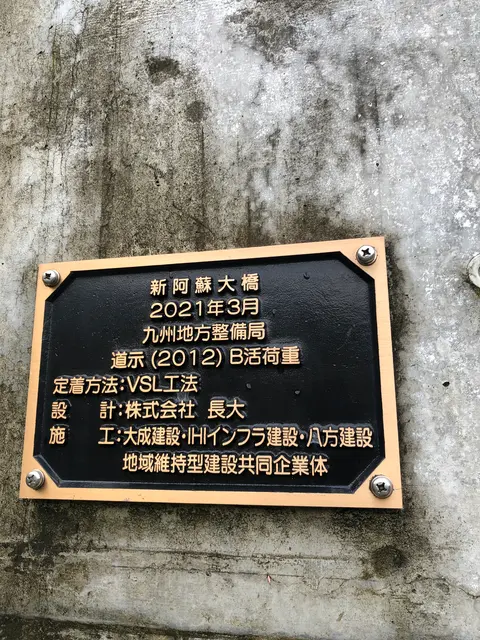 新阿蘇大橋
2021年3月
九州地方整備局
道示(2012)B活荷重
定着方法:VSL工法
設 計:株式会社 長大
施 工:大成建設・IHIインフラ建設・八方建設
地域維持型建設共同企業体